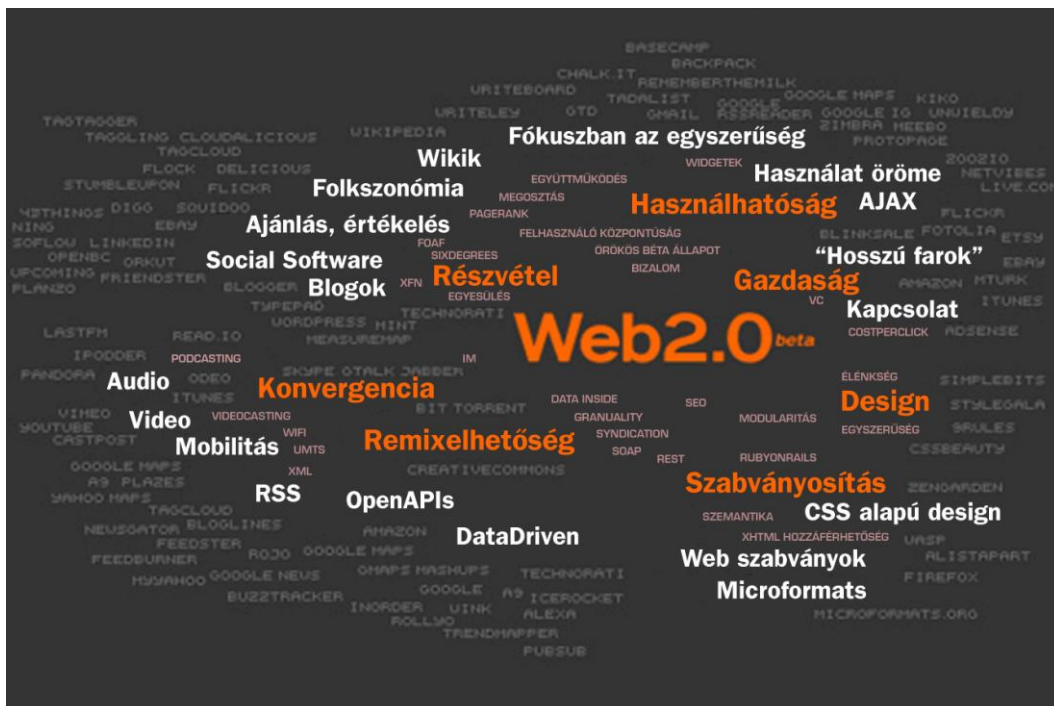 BASECAMP
BACKPACK
CHALK.IT REMEMBERTHEMILK
WRITEBOARD TADALIST GOOGLE GOOGLE MAPS KIKO
WRITELEY GTD GMAIL RSSREADER GOOGLE IG UNWIELDY
TAGTAGGER WIKIPEDIA Fókuszban az egyszerűség ZIMBRA MEEBO
TAGGLING CLOUDALICIOUS PROTOPAGE
TAGCLOUD Wikik WIDGETEK ZOOZIO
FLOCK DELICIOUS EGYÜTTMŰKÖDÉS Használat öröme NETVIBES
STUMBLEUPON FLICKR Folkszonómia MEGOSZTÁS LIVE.COM
43THINGS DIGG SQUIDOO PAGERANK Használhatóság AJAX FLICKR
NING EBAY Ajánlás, értékelés FELHASZNÁLÓ KÖZPONTÚSÁG BLINKSALE FOTOLIA ETSY
SOFLOW LINKEDIN FOAF ÖRÖKÖS BÉTA ÁLLAPOT
OPENBC ORKUT Social Software SIXDEGREES BIZALOM “Hosszú farok” EBAY
UPCOMING FRIENDSTER Részvétel Gazdaság AMAZON MTURK
PLANZO BLOGGER Blogok XFN EGYESÜLÉS VC ITUNES
TYPEPAD TECHNORATI Kapcsolat
WORDPRESS MINT
LASTFM READ.IO MEASUREMAP Web2.0 beta COSTPERCLICK ADSENSE
IPODDER PODCASTING IM
PANDORA Audio ODEO SKYPE GTALK JABBER ÉLÉNKSÉG SIMPLEBITS
ITUNES Konvergencia DATA INSIDE SEO Design STYLEGALA
VIMEO Video VIDEOCASTING BIT TORRENT GRANUALITY MODULARITÁS
YOUTUBE WIFI Remixelhetőség SYNDICATION EGYSZERŰSÉG 9RULES
CASTPOST Mobilitás UMTS SOAP REST RUBYONRAILS CSSBEAUTY
GOOGLE MAPS XML CREATIVECOMMONS
A9 PLAZES RSS OpenAPIs Szabványosítás ZENGARDEN
YAHOO MAPS
TAGCLOUD SZEMANTIKA CSS alapú design
NEWSGATOR BLOGLINES AMAZON DataDriven XHTML HOZZÁFÉRHETŐSÉG WASP
FEEDSTER ROJO GOOGLE MAPS Web szabványok ALISTAPART
FEEDBURNER
MYYAHOO GOOGLE NEWS GMAPS MASHUPS TECHNORATI FIREFOX
BUZZTRACKER GOOGLE A9 ICEROCKET Microformats
INORDER WINK ALEXA MICROFORMATS.ORG
ROLLYO
TRENDMAPPER
PUBSUB